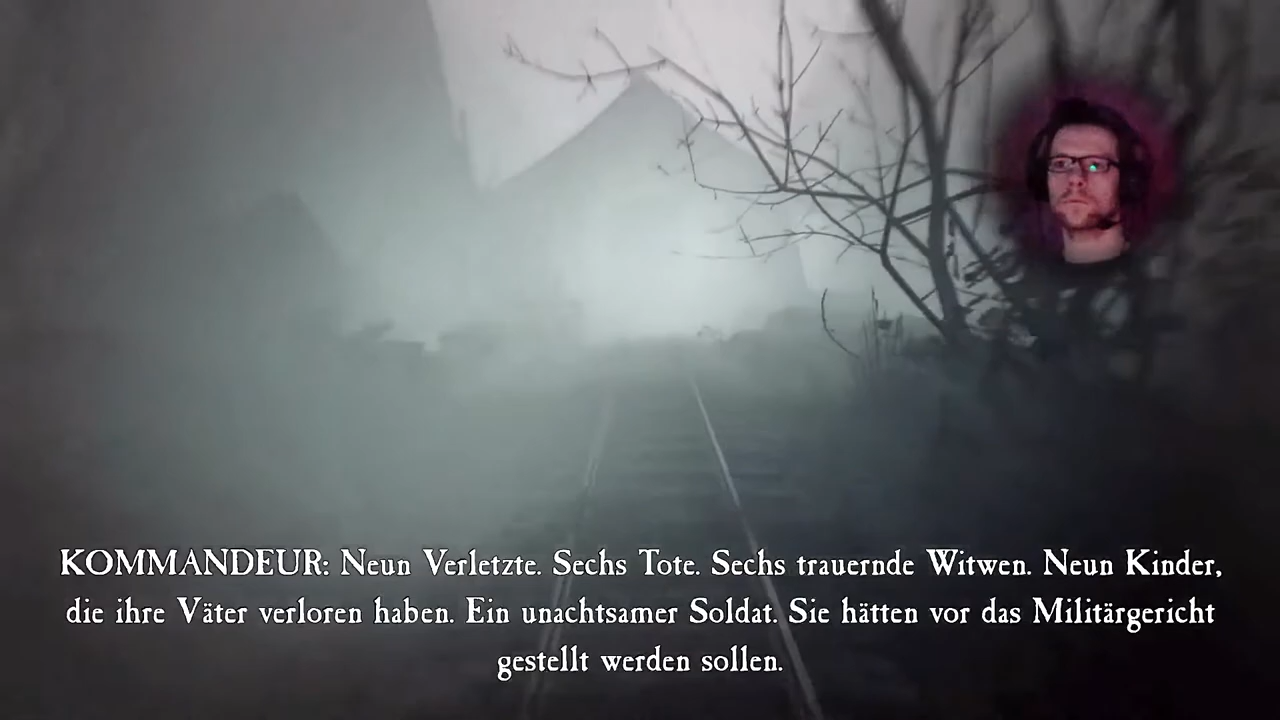 KOMMANDEUR: Neun Verletzte. Sechs Tote. Sechs trauernde Witwen. Neun Kinder,
die ihre Väter verloren haben. Ein unachtsamer Soldat. Sie hätten vor das Militärgericht
gestellt werden sollen.